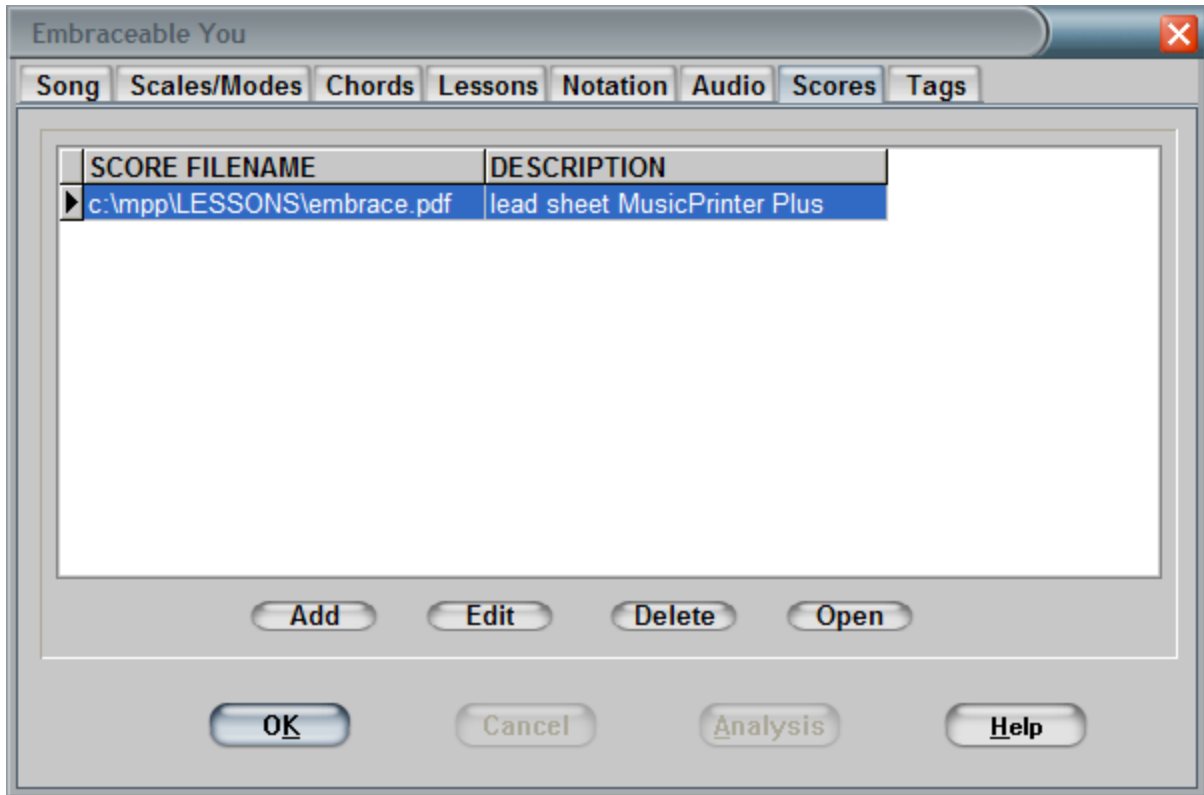 Embraceable You
Song Scales/Modes Chords Lessons Notation Audio Scores Tags
SCORE FILENAME DESCRIPTION
c:\mpp\LESSONS\embrace.pdf lead sheet MusicPrinter Plus
Add Edit Delete Open
OK Cancel Analysis Help